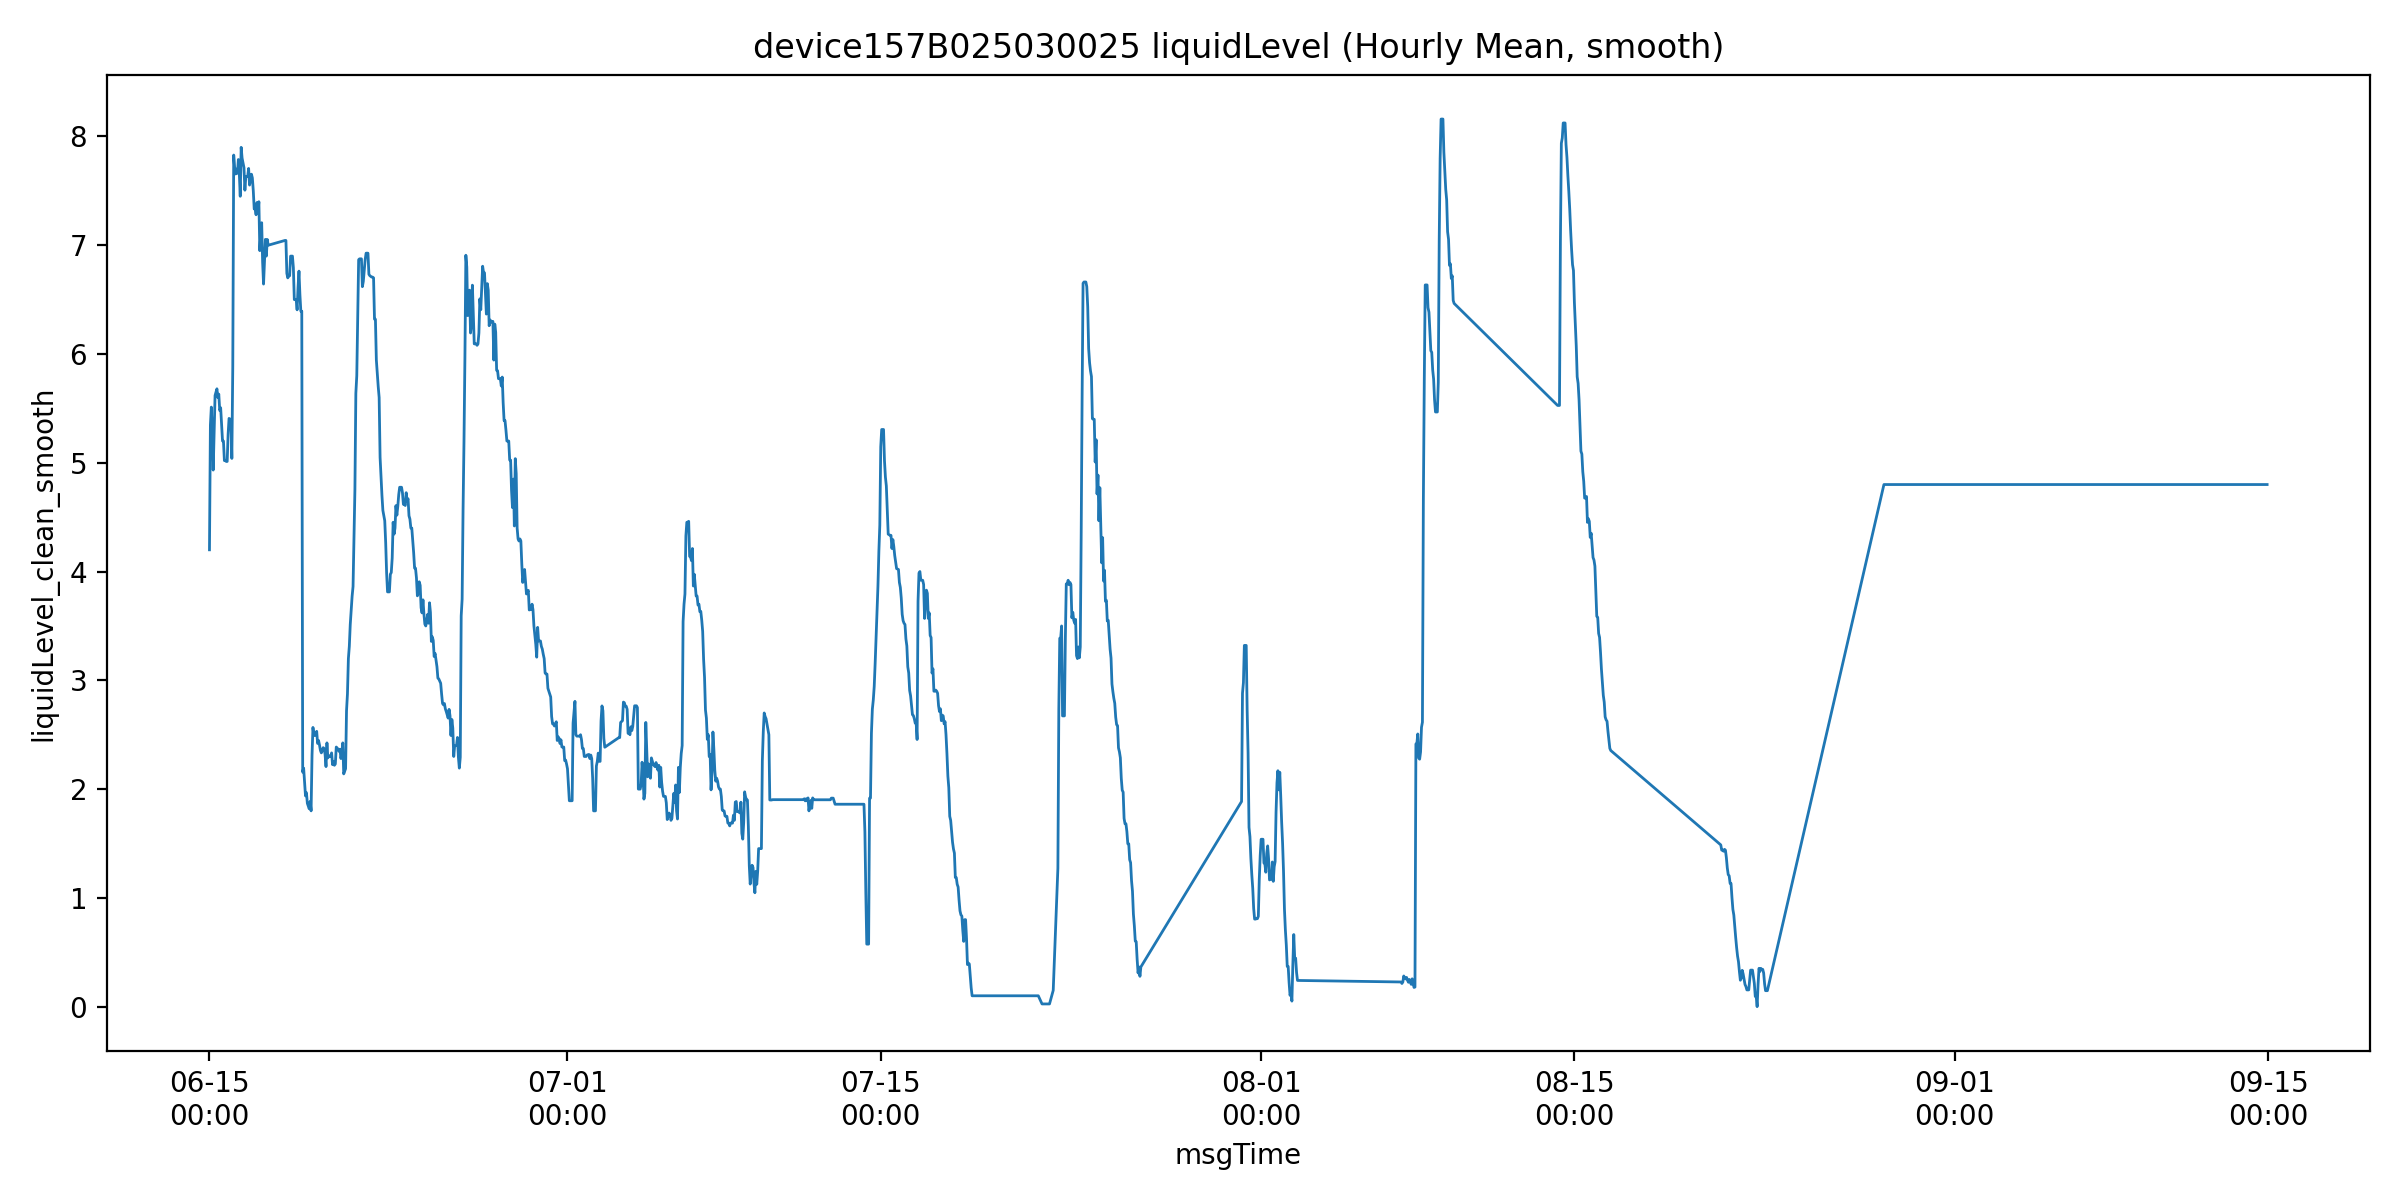 device157B025030025 liquidLevel (Hourly Mean, smooth)
liquidLevel_clean_smooth
8
7
6
5
4
3
2
1
0
06-15 07-01 07-15 08-01 08-15 09-01 09-15
00:00 00:00 00:00 00:00 00:00 00:00 00:00
msgTime